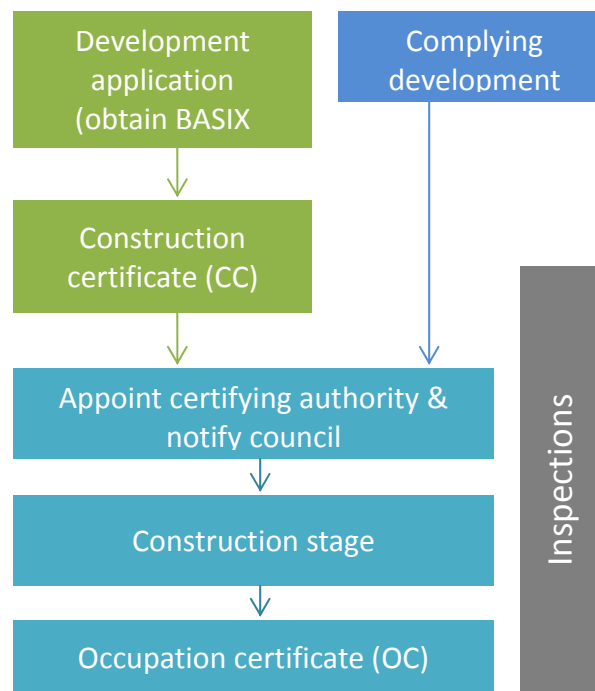 Development
application
(obtain BASIX
Complying
development
Construction
certificate (CC)
Appoint certifying authority &
notify council
Construction stage
Occupation certificate (OC)
Inspections